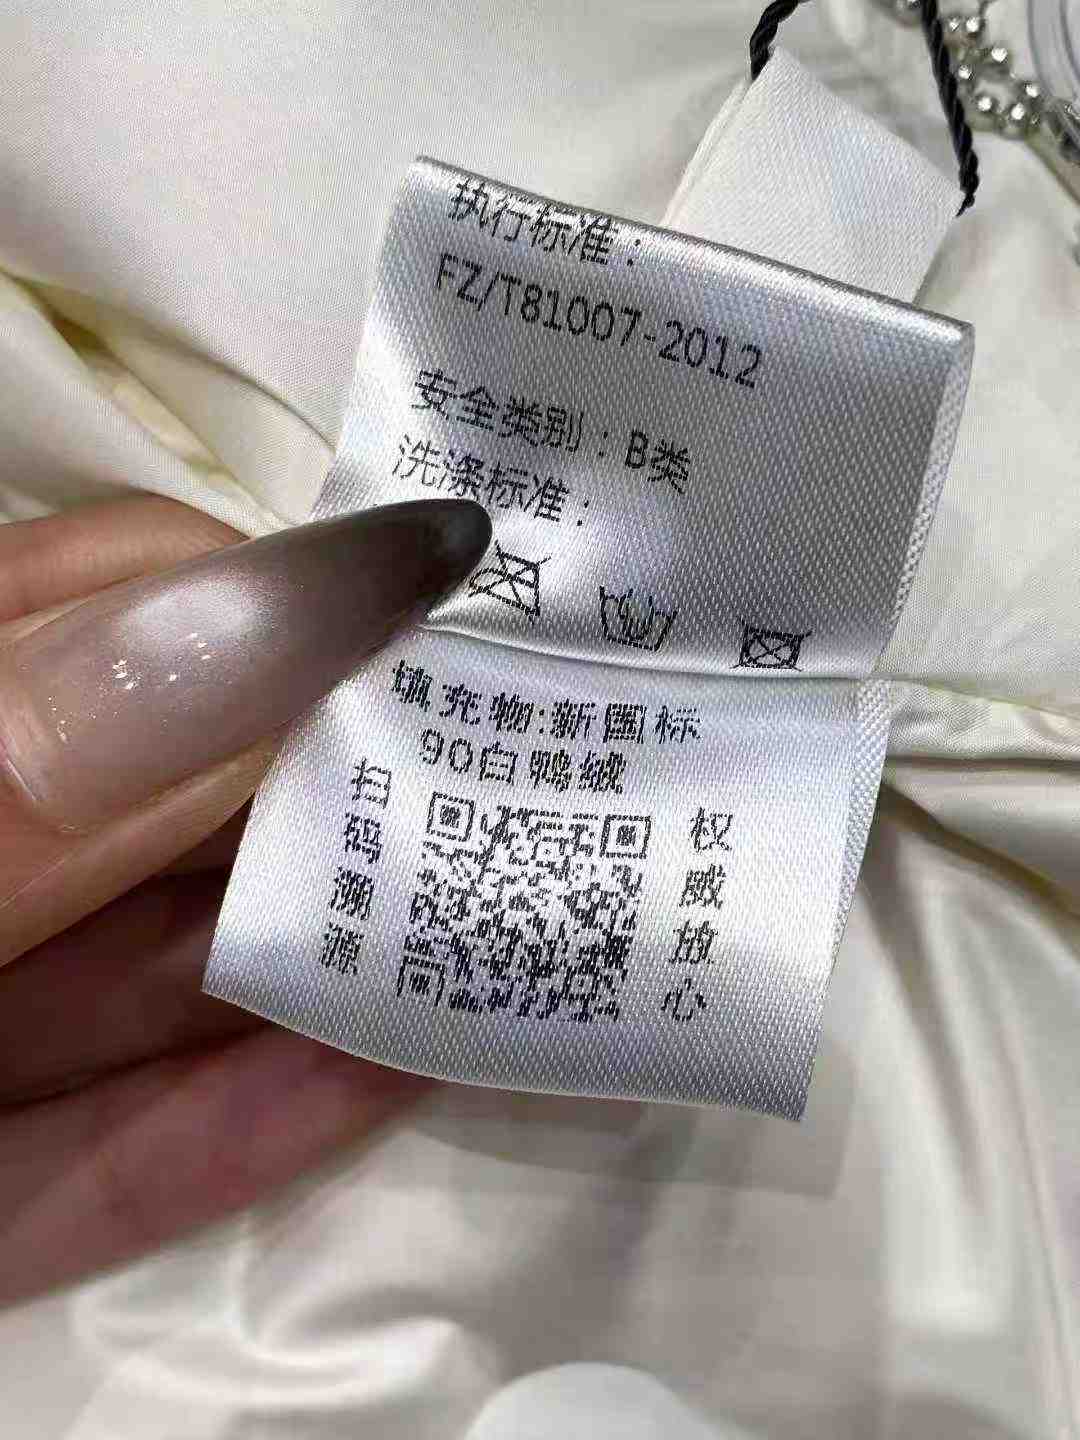 执行标准：
FZ/T81007-2012
安全类别：B类
洗涤标准：
填充物:新国标
90白鸭绒
扫码溯源
权威放心